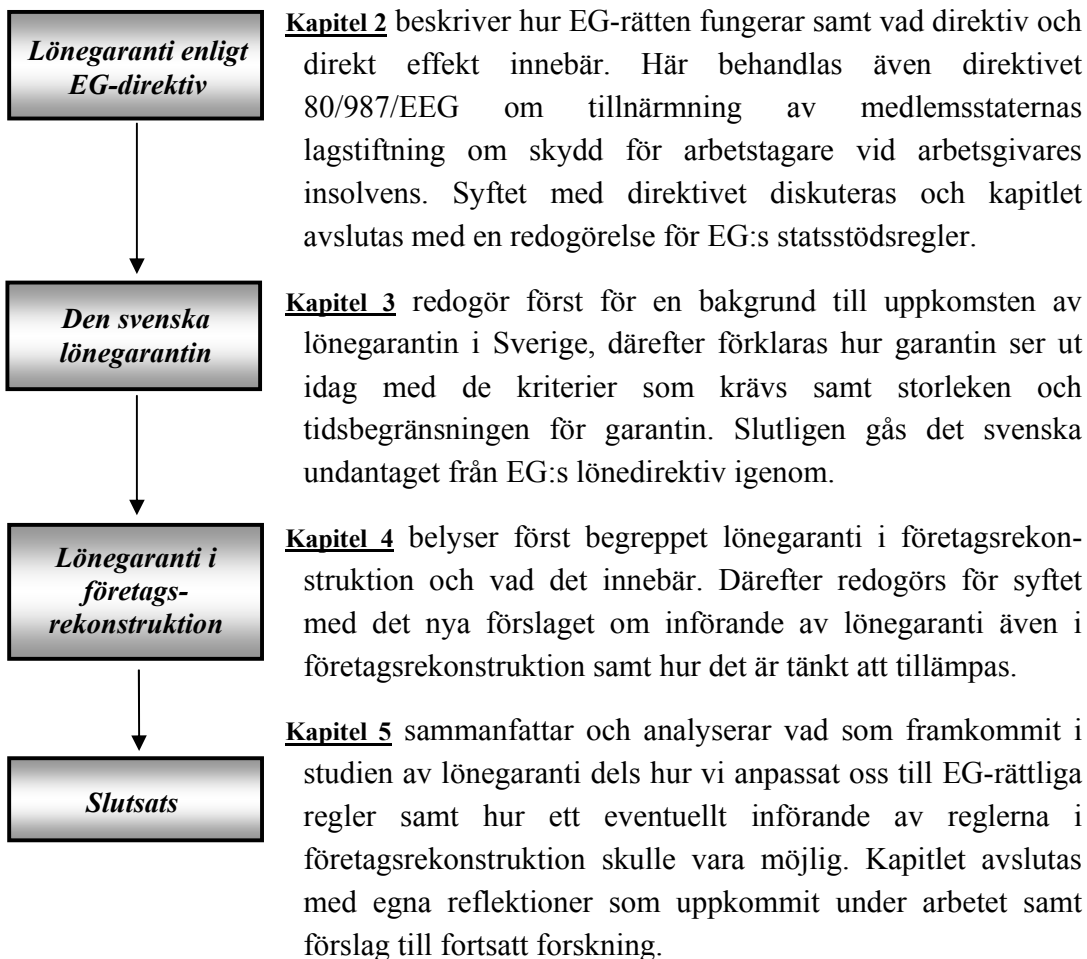 Lönegaranti enligt
EG-direktiv
Kapitel 2 beskriver hur EG-rätten fungerar samt vad direktiv och
direkt effekt innebär. Här behandlas även direktivet
80/987/EEG om tillnärmning av medlemsstaternas
lagstiftning om skydd för arbetstagare vid arbetsgivares
insolvens. Syftet med direktivet diskuteras och kapitlet
avslutas med en redogörelse för EG:s statsstödsregler.
Den svenska
lönegarantin
Kapitel 3 redogör först för en bakgrund till uppkomsten av
lönegarantin i Sverige, därefter förklaras hur garantin ser ut
idag med de kriterier som krävs samt storleken och
tidsbegränsningen för garantin. Slutligen gås det svenska
undantaget från EG:s lönedirektiv igenom.
Lönegaranti i
företags-
rekonstruktion
Kapitel 4 belyser först begreppet lönegaranti i företagsrekon-
struktion och vad det innebär. Därefter redogörs för syftet
med det nya förslaget om införande av lönegaranti även i
företagsrekonstruktion samt hur det är tänkt att tillämpas.
Slutsats
Kapitel 5 sammanfattar och analyserar vad som framkommit i
studien av lönegaranti dels hur vi anpassat oss till EG-rättliga
regler samt hur ett eventuellt införande av reglerna i
företagsrekonstruktion skulle vara möjlig. Kapitlet avslutas
med egna reflektioner som uppkommit under arbetet samt
förslag till fortsatt forskning.